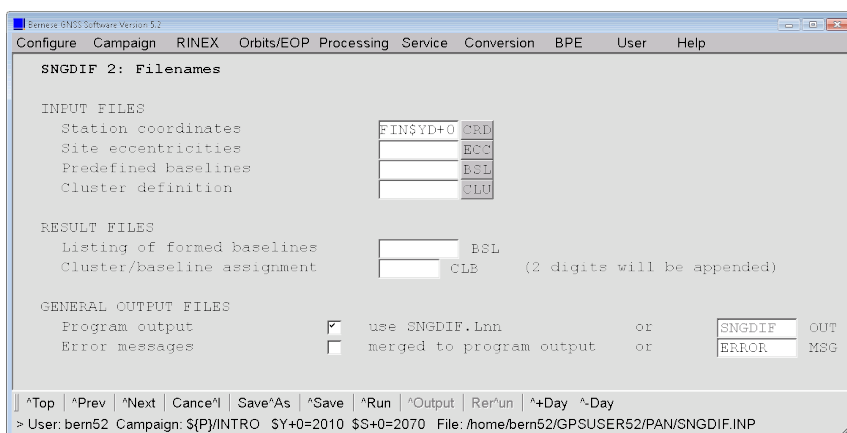 Bernese GNSS Software Version 5.2
Configure Campaign RINEX Orbits/EOP Processing Service Conversion BPE User Help
SNGDIF 2: Filenames
INPUT FILES
Station coordinates FIN$YD+0 CRD
Site eccentricities ECC
Predefined baselines BSL
Cluster definition CLU
RESULT FILES
Listing of formed baselines BSL
Cluster/baseline assignment CLB (2 digits will be appended)
GENERAL OUTPUT FILES
Program output use SNGDIF.Lnn or SNGDIF OUT
Error messages merged to program output or ERROR MSG
^Top | ^Prev | ^Next | Cance^l | Save^As | ^Save | ^Run | ^Output | Rer^un | ^+Day ^-Day
> User: bern52 Campaign: ${P}/INTRO $Y+0=2010 $S+0=2070 File: /home/bern52/GPSUSER52/PAN/SNGDIF.INP